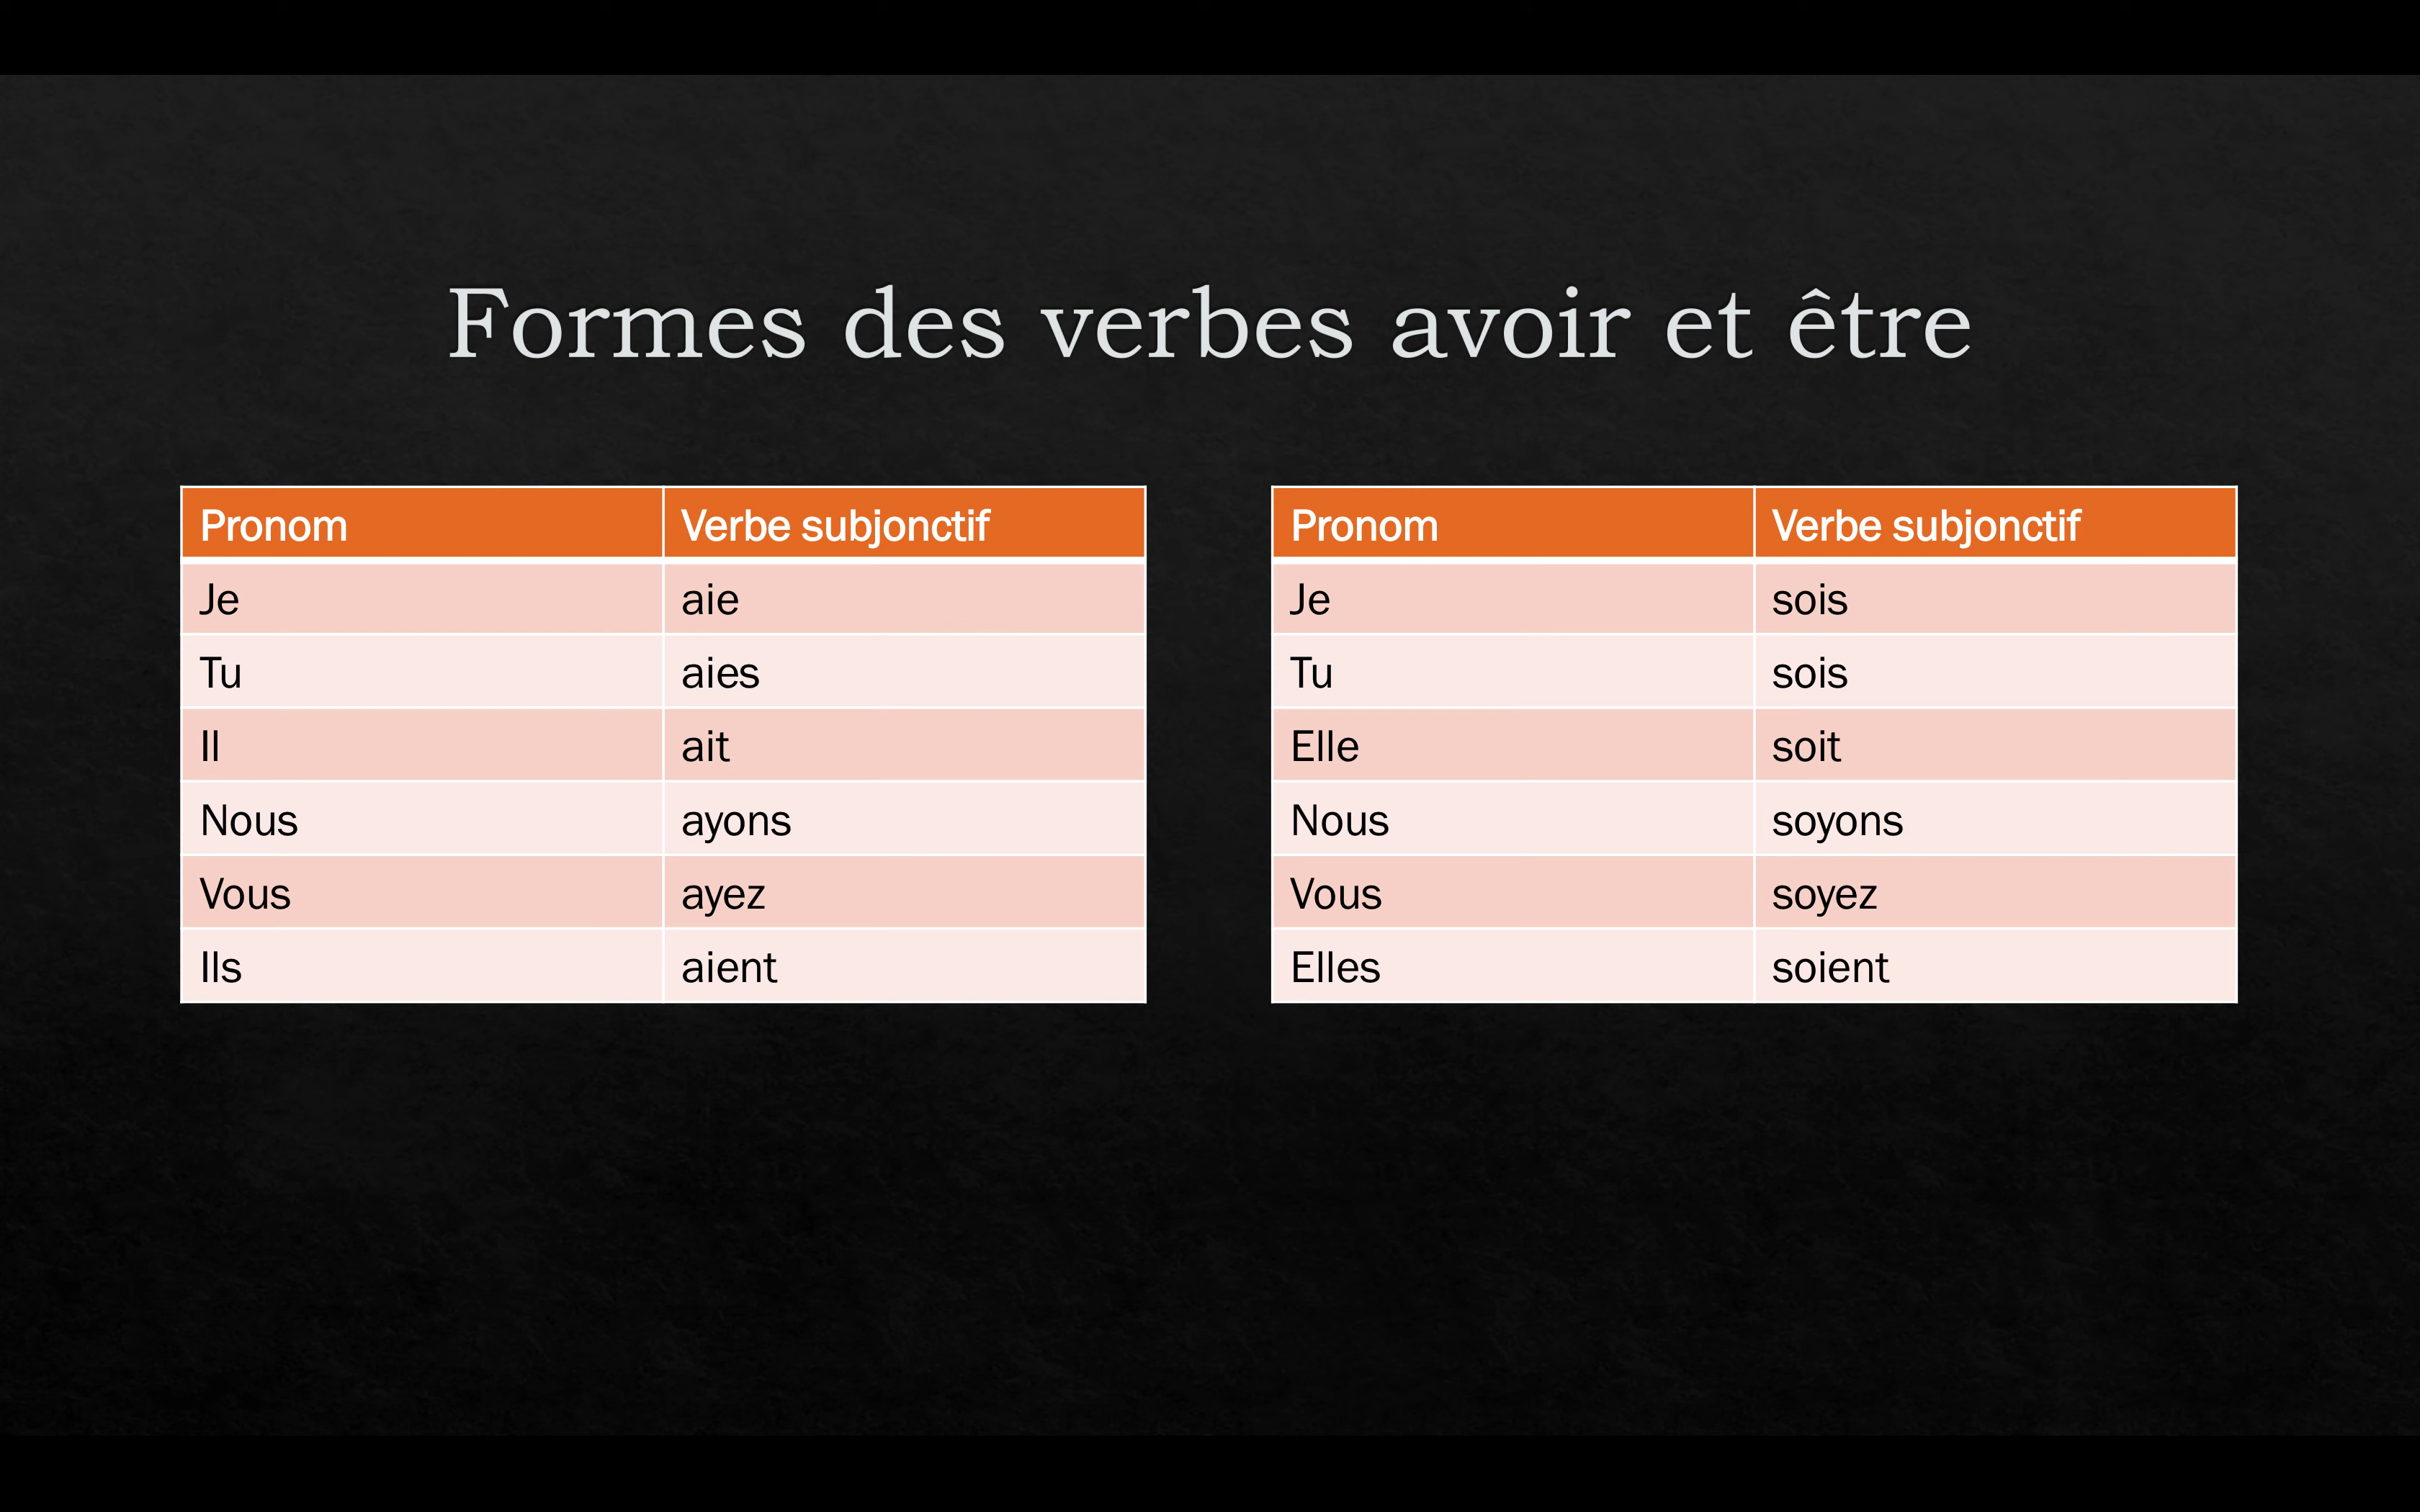 Formes des verbes avoir et être
Pronom Verbe subjonctif
Je aie
Tu aies
Il ait
Nous ayons
Vous ayez
Ils aient
Pronom Verbe subjonctif
Je sois
Tu sois
Elle soit
Nous soyons
Vous soyez
Elles soient